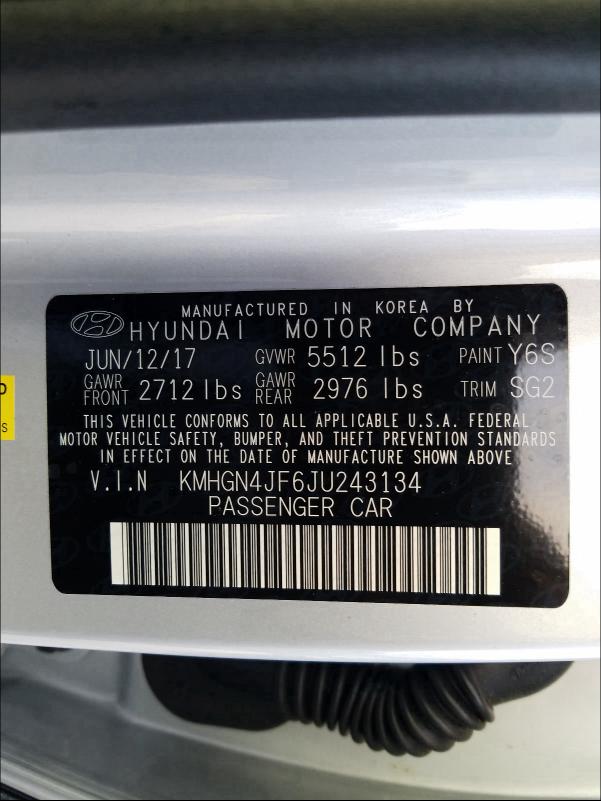 MANUFACTURED IN KOREA BY
HYUNDAI MOTOR COMPANY
JUN/12/17 GVWR 5512 lbs PAINT Y6S
GAWR FRONT 2712 lbs GAWR REAR 2976 lbs TRIM SG2
THIS VEHICLE CONFORMS TO ALL APPLICABLE U.S.A. FEDERAL
MOTOR VEHICLE SAFETY, BUMPER, AND THEFT PREVENTION STANDARDS
IN EFFECT ON THE DATE OF MANUFACTURE SHOWN ABOVE
V.I.N KMHGN4JF6JU243134
PASSENGER CAR